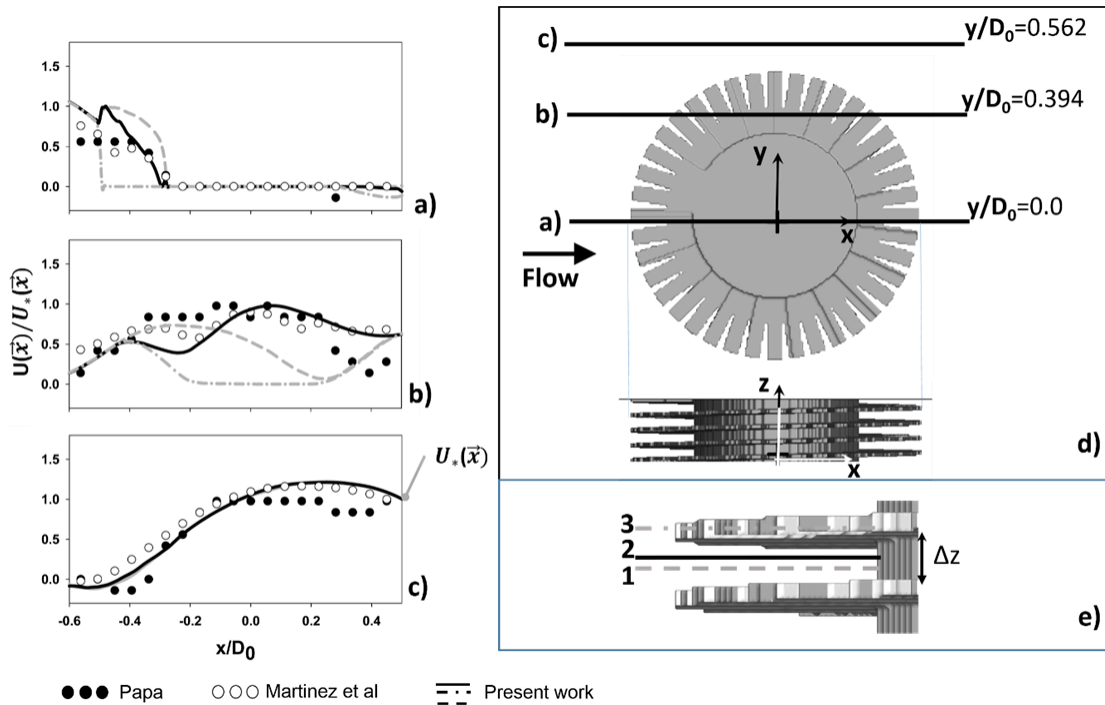 1.5
1.0
0.5
0.0
a)
1.5
1.0
0.5
0.0
b)
U(x⃗)/U*(x⃗)
1.5
1.0
0.5
0.0
c)
U*(x⃗)
-0.6 -0.4 -0.2 0.0 0.2 0.4
x/D0
Papa Martinez et al Present work
c) y/D0=0.562
b) y/D0=0.394
y
a) y/D0=0.0
x
Flow
z
x
d)
3
2
1
Δz
e)